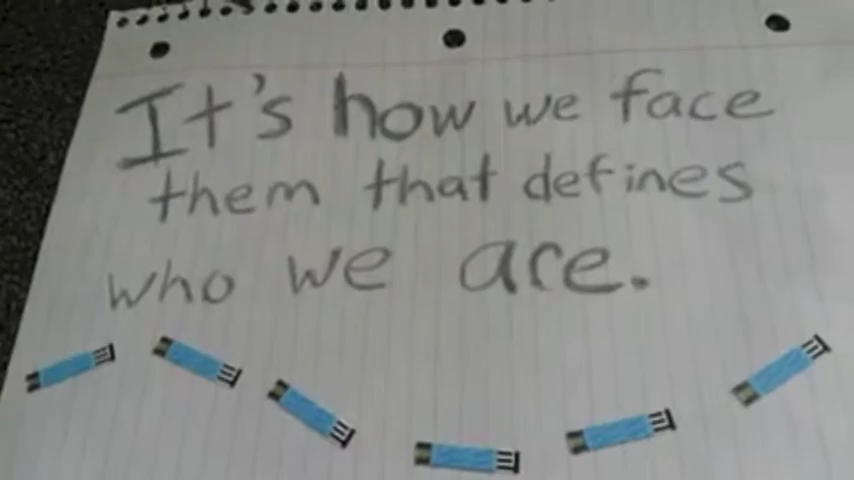 It's how we face
them that defines
who we are.